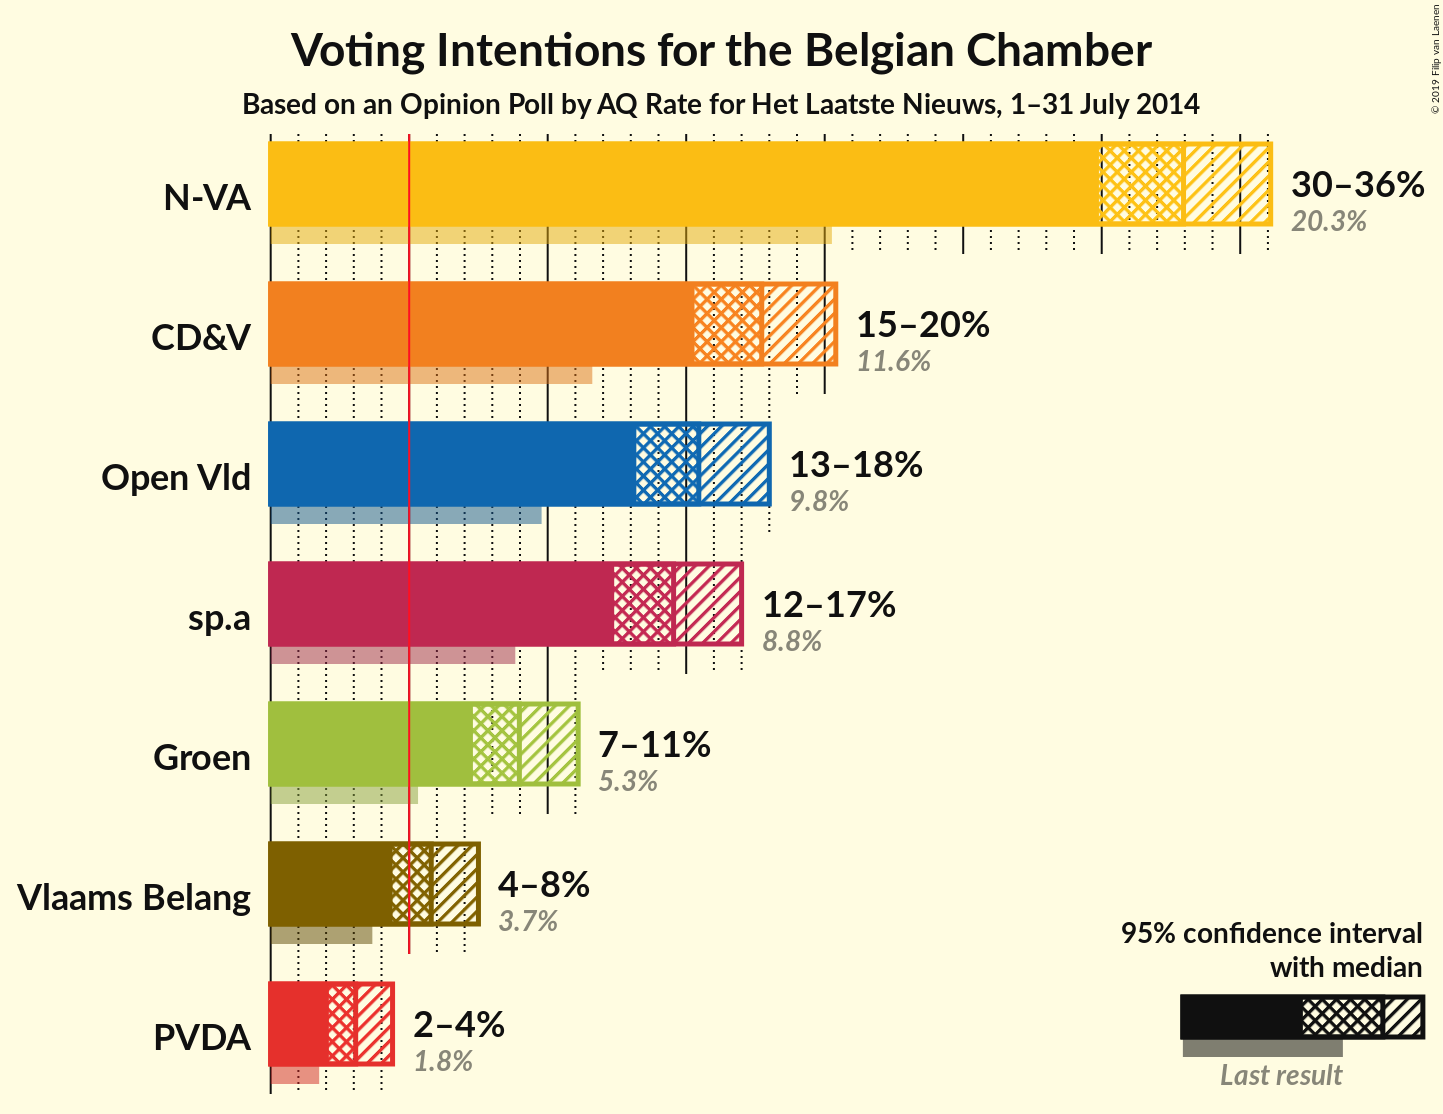 Voting Intentions for the Belgian Chamber
Based on an Opinion Poll by AQ Rate for Het Laatste Nieuws, 1–31 July 2014
© 2019 Filip van Laenen
N-VA
30–36%
20.3%
CD&V
15–20%
11.6%
Open Vld
13–18%
9.8%
sp.a
12–17%
8.8%
Groen
7–11%
5.3%
Vlaams Belang
4–8%
3.7%
PVDA
2–4%
1.8%
95% confidence interval
with median
Last result